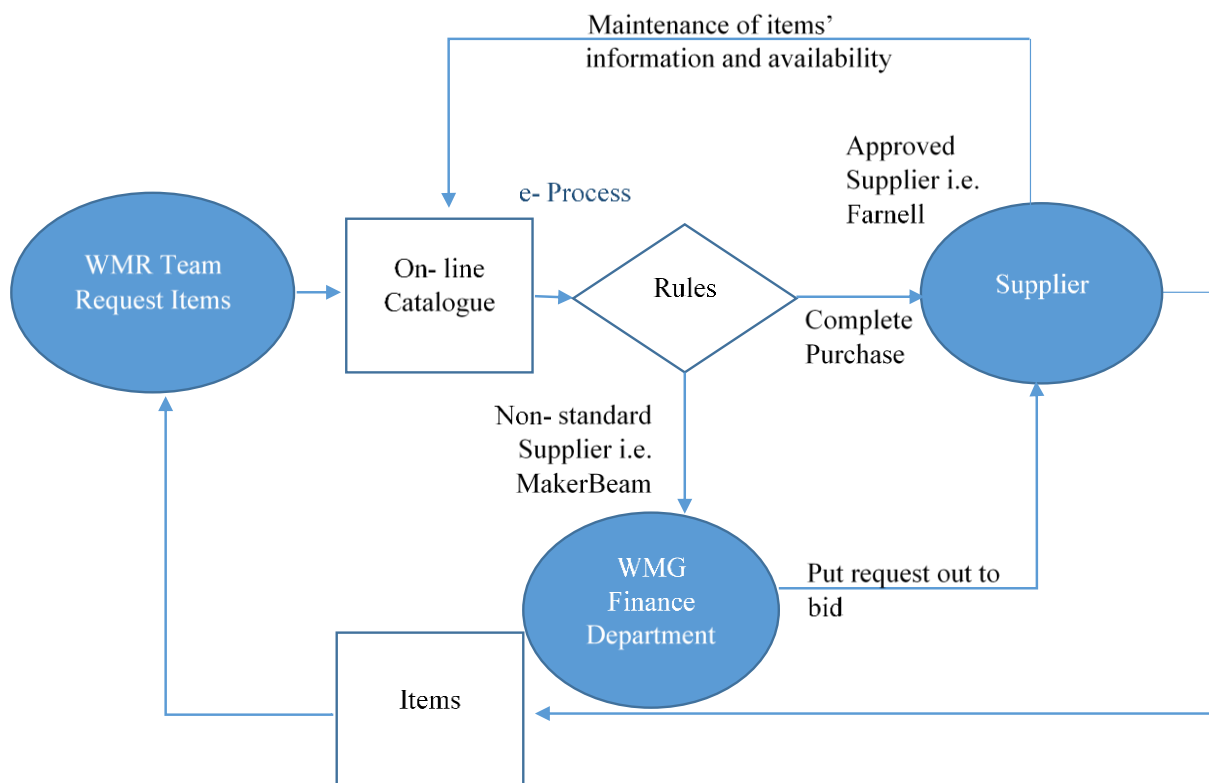 Maintenance of items’
information and availability
Approved
Supplier i.e.
Farnell
e- Process
WMR Team
Request Items
On- line
Catalogue
Rules
Supplier
Complete
Purchase
Non- standard
Supplier i.e.
MakerBeam
WMG
Finance
Department
Put request out to
bid
Items